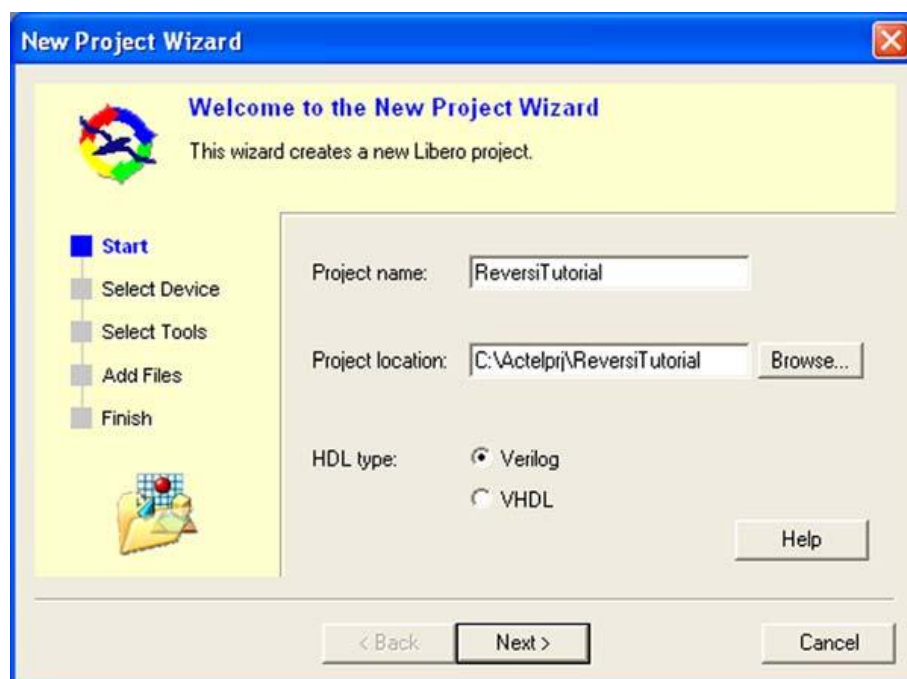 New Project Wizard
Welcome to the New Project Wizard
This wizard creates a new Libero project.
Start
Select Device
Select Tools
Add Files
Finish
Project name:
ReversiTutorial
Project location:
C:\Actelprj\ReversiTutorial
Browse...
HDL type:
Verilog
VHDL
Help
< Back
Next >
Cancel